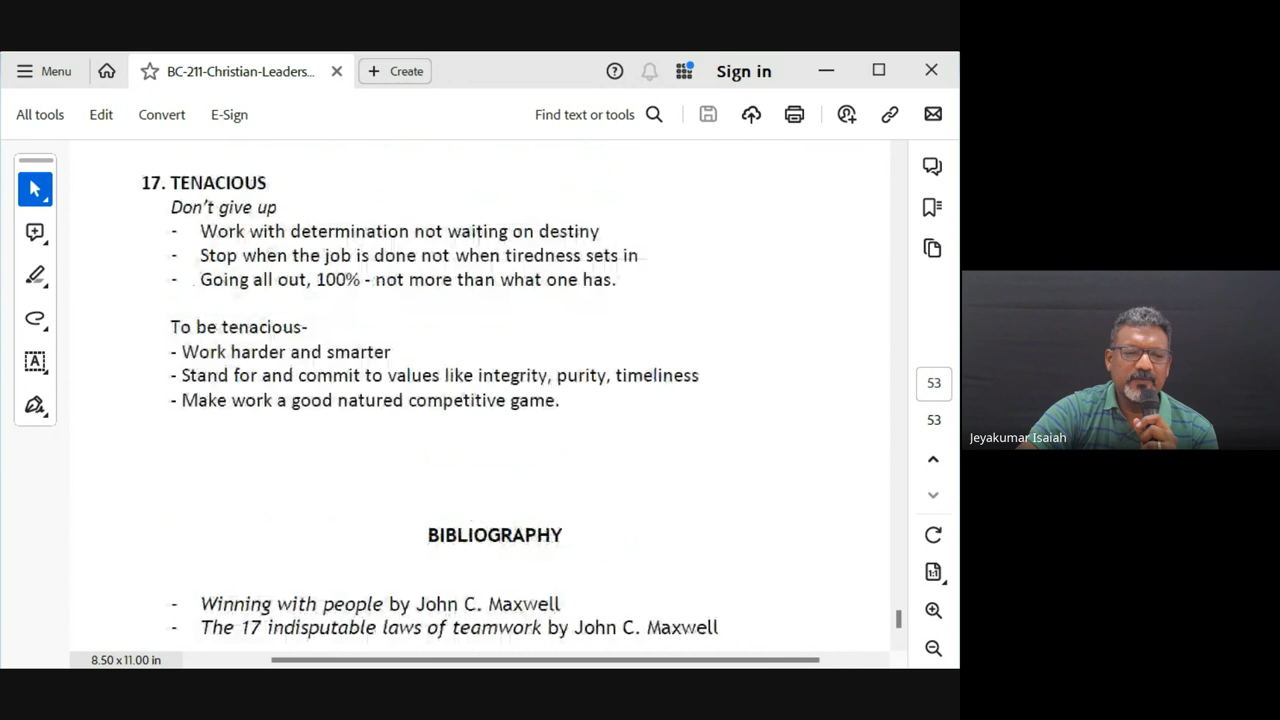 Menu
BC-211-Christian-Leaders...
Create
Sign in
All tools
Edit
Convert
E-Sign
Find text or tools
17. TENACIOUS
Don't give up
- Work with determination not waiting on destiny
- Stop when the job is done not when tiredness sets in
- Going all out, 100% - not more than what one has.
To be tenacious-
- Work harder and smarter
- Stand for and commit to values like integrity, purity, timeliness
- Make work a good natured competitive game.
BIBLIOGRAPHY
- Winning with people by John C. Maxwell
- The 17 indisputable laws of teamwork by John C. Maxwell
8.50 x 11.00 in
53
53
1:1
Jeyakumar Isaiah